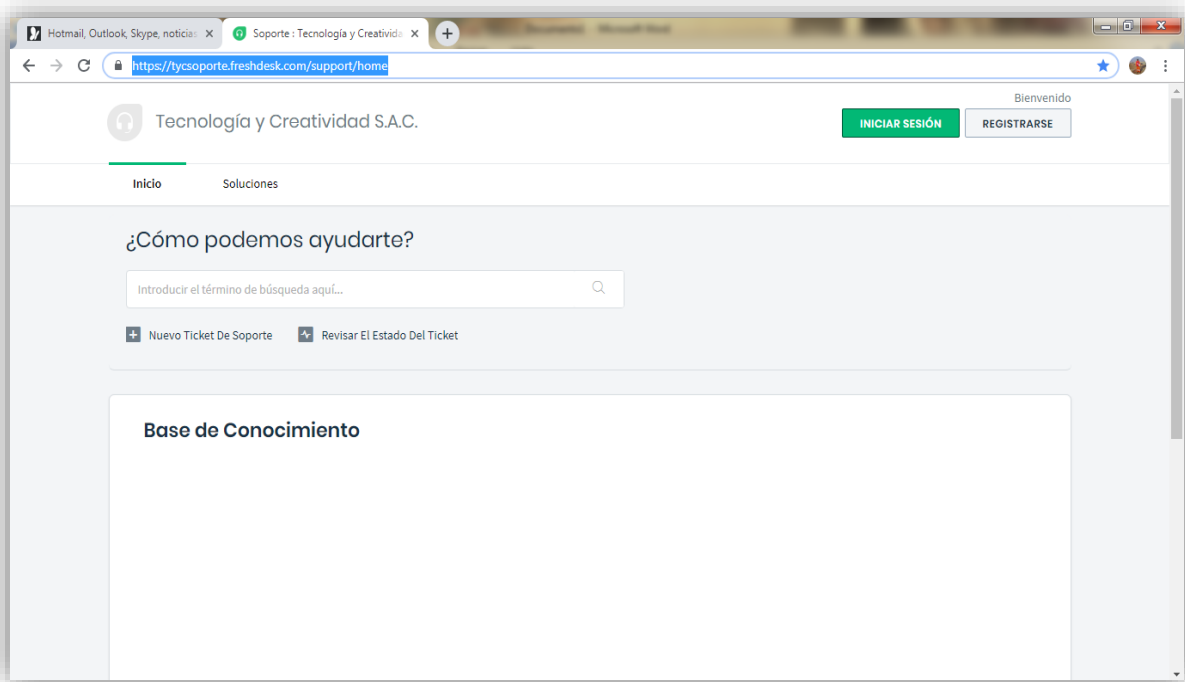 Hotmail, Outlook, Skype, noticias
Soporte : Tecnología y Creativida
https://tycsoporte.freshdesk.com/support/home
Bienvenido
Tecnología y Creatividad S.A.C.
INICIAR SESIÓN
REGISTRARSE
Inicio
Soluciones
¿Cómo podemos ayudarte?
Introducir el término de búsqueda aquí...
Nuevo Ticket De Soporte
Revisar El Estado Del Ticket
Base de Conocimiento